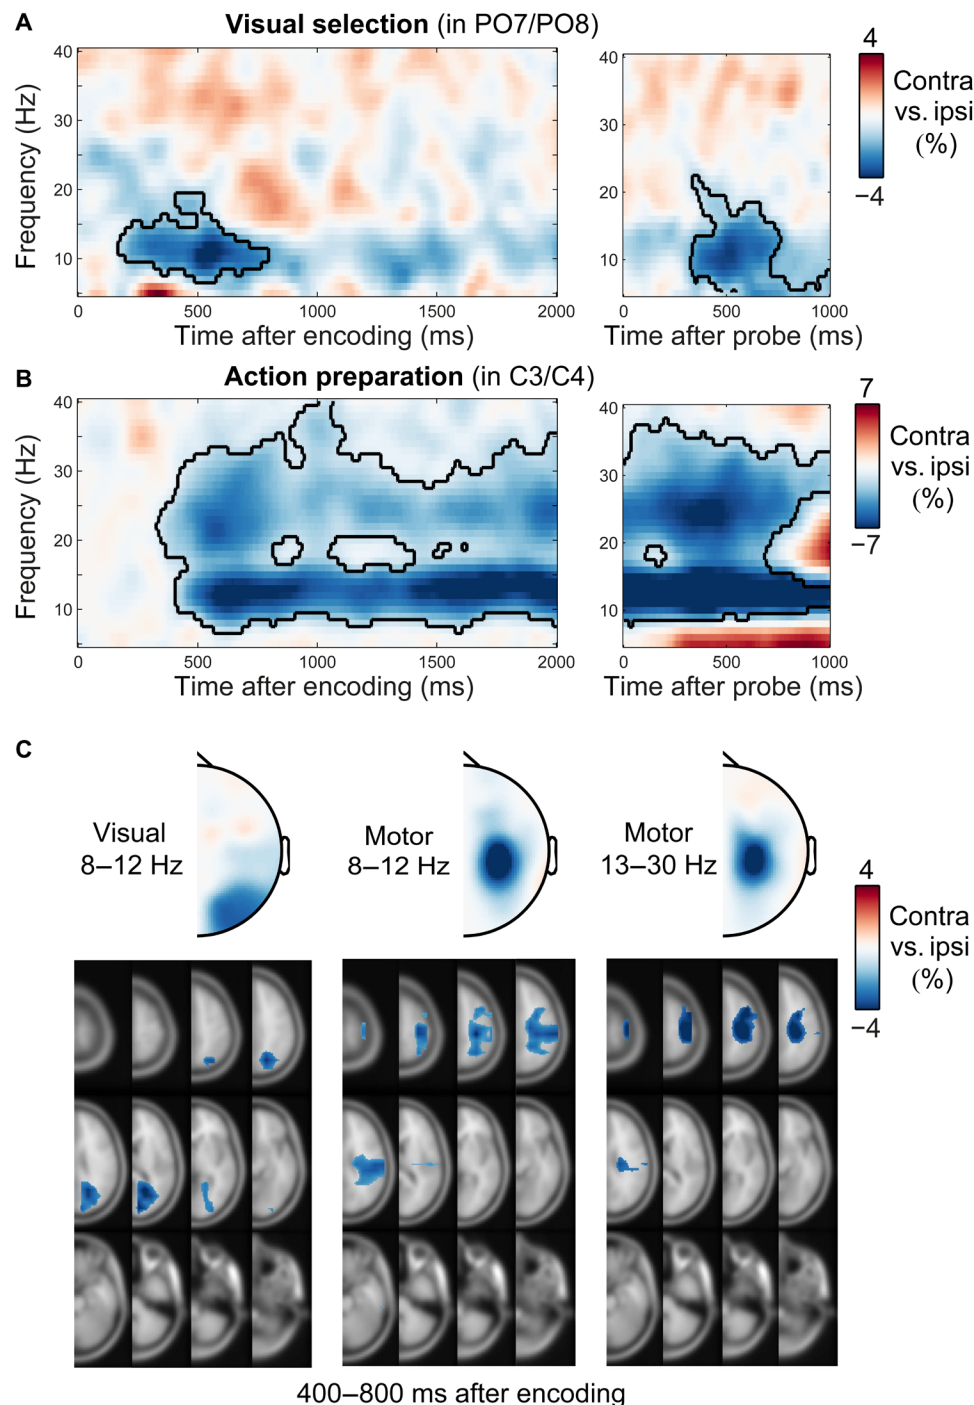 A
Visual selection (in PO7/PO8)
40
30
20
10
Frequency (Hz)
0
500
1000
1500
2000
Time after encoding (ms)
40
30
20
10
0
500
1000
Time after probe (ms)
4
Contra
vs. ipsi
(%)
−4
B
Action preparation (in C3/C4)
40
30
20
10
Frequency (Hz)
0
500
1000
1500
2000
Time after encoding (ms)
40
30
20
10
0
500
1000
Time after probe (ms)
7
Contra
vs. ipsi
(%)
−7
C
Visual
8–12 Hz
Motor
8–12 Hz
Motor
13–30 Hz
4
Contra
vs. ipsi
(%)
−4
400–800 ms after encoding